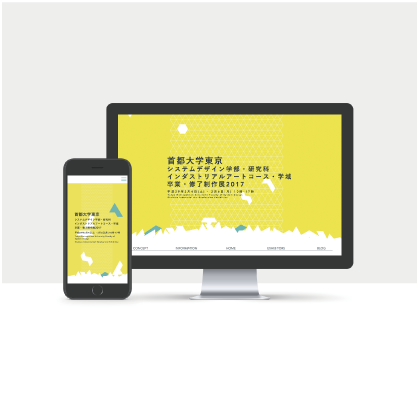 首都大学東京
システムデザイン学部・研究科
インダストリアルアートコース・学域
卒業・修了制作展2017
CONCEPT
INFORMATION
HOME
EXHIBITORS
BLOG
首都大学東京
システムデザイン学部・研究科
インダストリアルアートコース・学域
卒業・修了制作展2017